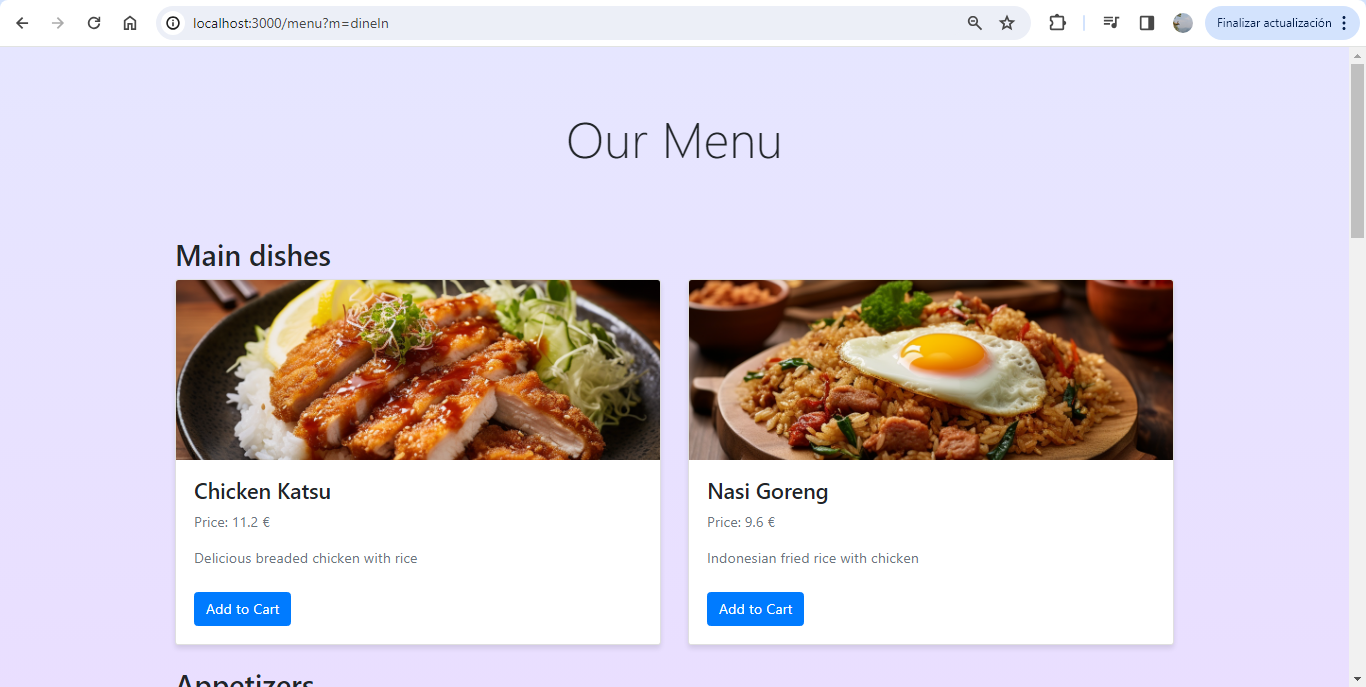 localhost:3000/menu?m=dineIn
Finalizar actualización
Our Menu
Main dishes
Chicken Katsu
Price: 11.2 €
Delicious breaded chicken with rice
Add to Cart
Nasi Goreng
Price: 9.6 €
Indonesian fried rice with chicken
Add to Cart
Appetizers